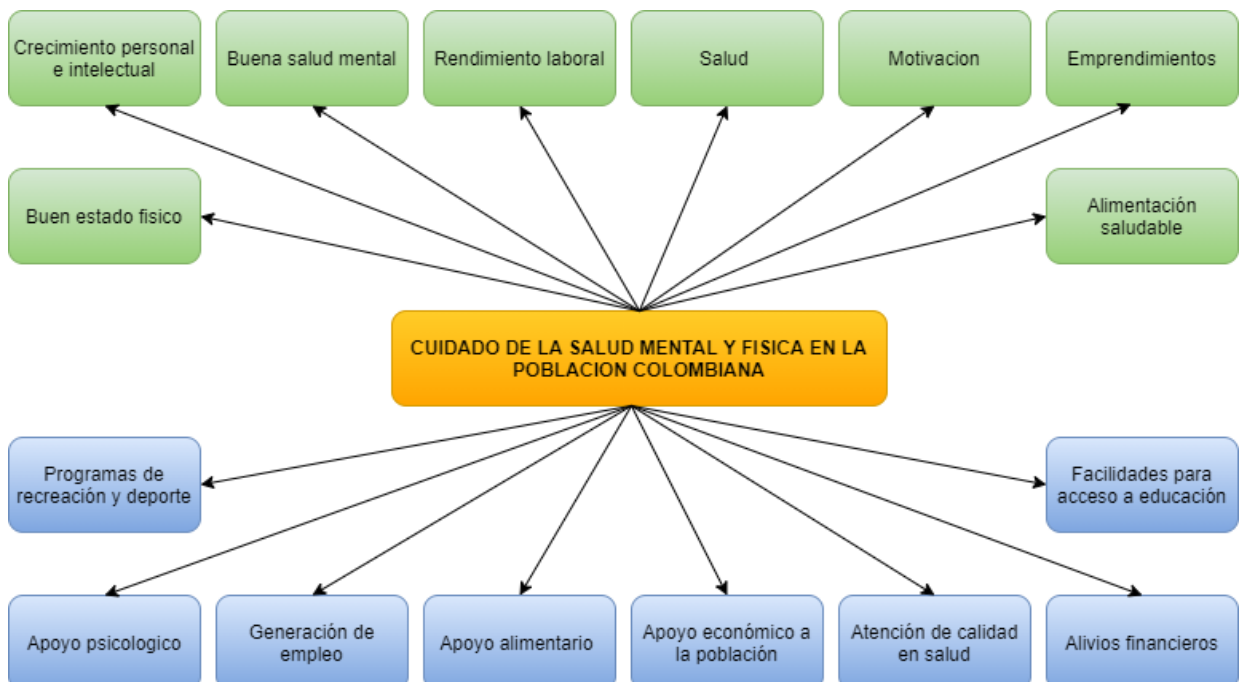 Crecimiento personal
e intelectual
Buena salud mental
Rendimiento laboral
Salud
Motivacion
Emprendimientos
Buen estado fisico
Alimentación
saludable
CUIDADO DE LA SALUD MENTAL Y FISICA EN LA
POBLACION COLOMBIANA
Programas de
recreación y deporte
Facilidades para
acceso a educación
Apoyo psicologico
Generación de
empleo
Apoyo alimentario
Apoyo económico a
la población
Atención de calidad
en salud
Alivios financieros